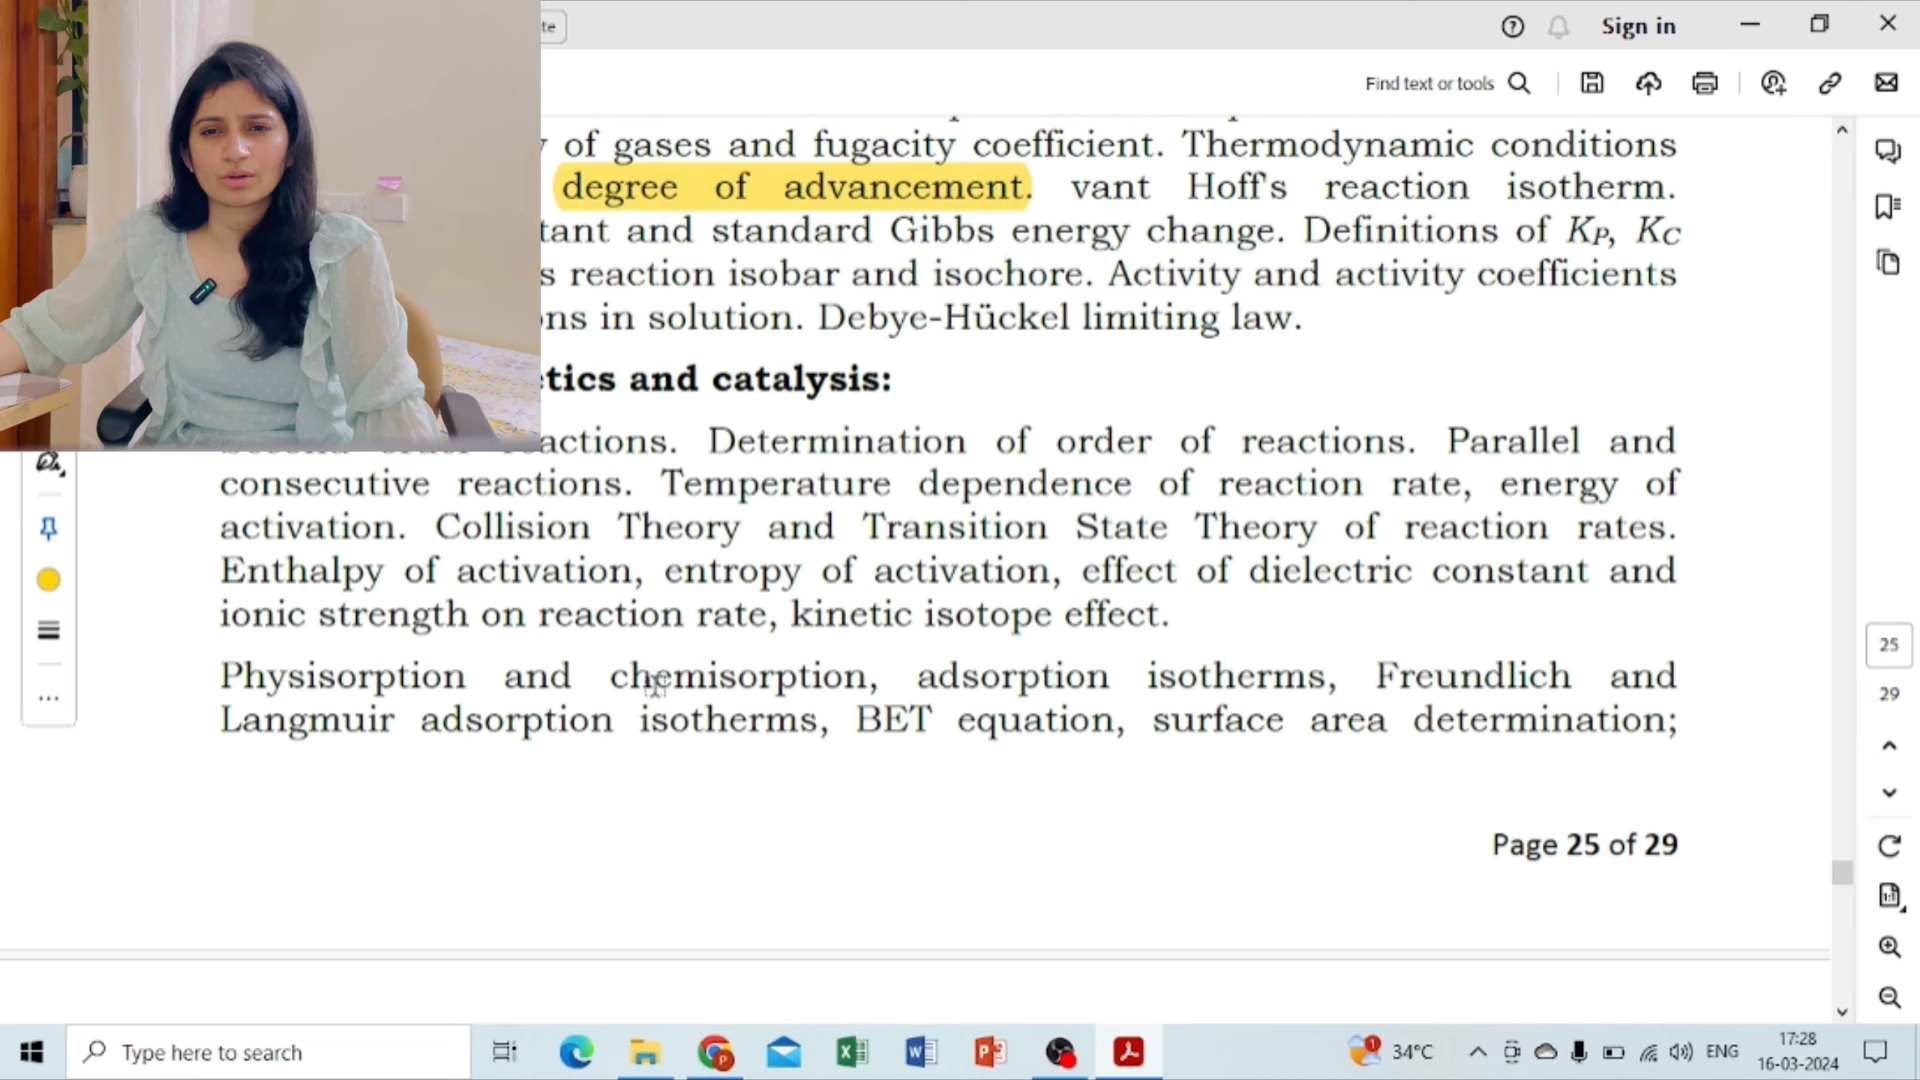 te
Sign in
Find text or tools
of gases and fugacity coefficient. Thermodynamic conditions
degree of advancement. vant Hoff's reaction isotherm.
tant and standard Gibbs energy change. Definitions of KP, KC
s reaction isobar and isochore. Activity and activity coefficients
ns in solution. Debye-Hückel limiting law.
tics and catalysis:
actions. Determination of order of reactions. Parallel and
consecutive reactions. Temperature dependence of reaction rate, energy of
activation. Collision Theory and Transition State Theory of reaction rates.
Enthalpy of activation, entropy of activation, effect of dielectric constant and
ionic strength on reaction rate, kinetic isotope effect.
Physisorption and chemisorption, adsorption isotherms, Freundlich and
Langmuir adsorption isotherms, BET equation, surface area determination;
25
29
Page 25 of 29
Type here to search
34°C
ENG
17:28
16-03-2024